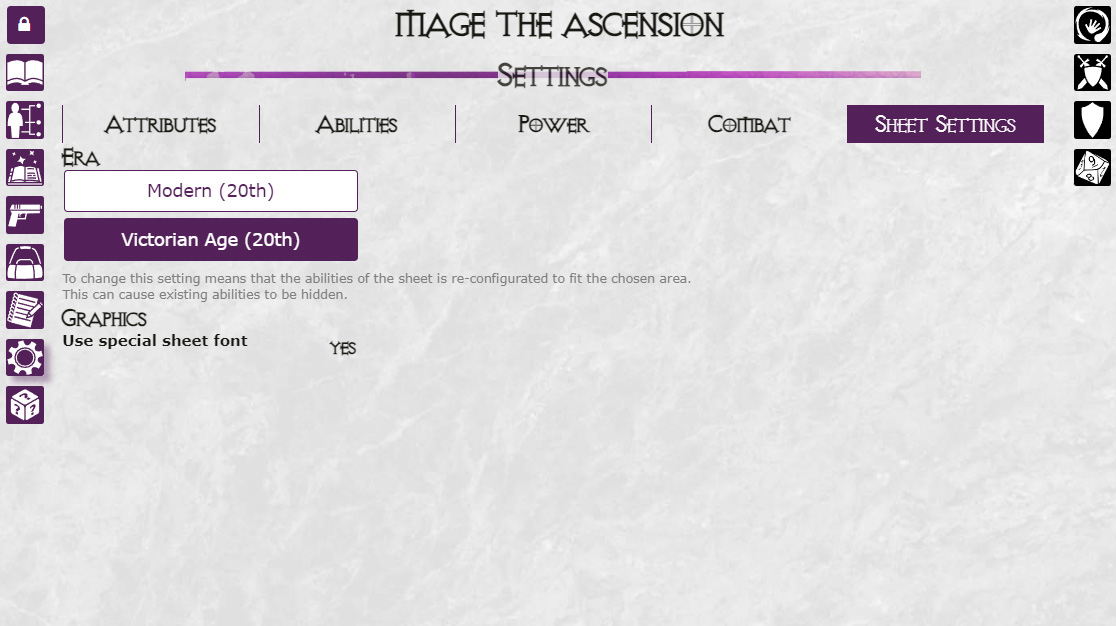 Mage The Ascension
Settings
Attributes Abilities Power Combat Sheet Settings
Era
Modern (20th)
Victorian Age (20th)
To change this setting means that the abilities of the sheet is re-configurated to fit the chosen area.
This can cause existing abilities to be hidden.
Graphics
Use special sheet font
YES